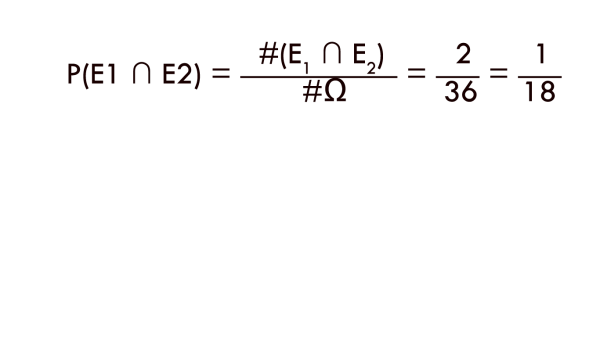 P(E1 ∩ E2) = #(E₁ ∩ E₂) / #Ω = 2/36 = 1/18